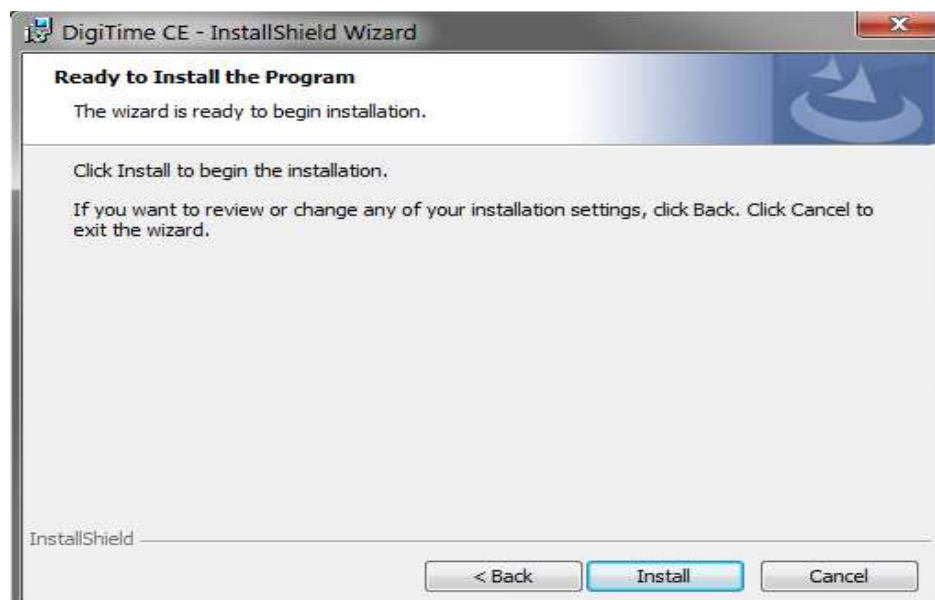 DigiTime CE - InstallShield Wizard
Ready to Install the Program
The wizard is ready to begin installation.
Click Install to begin the installation.
If you want to review or change any of your installation settings, click Back. Click Cancel to
exit the wizard.
InstallShield
< Back
Install
Cancel